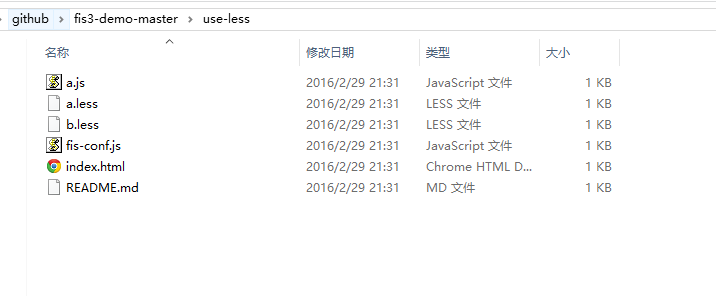 github > fis3-demo-master > use-less
名称 修改日期 类型 大小
a.js 2016/2/29 21:31 JavaScript 文件 1 KB
a.less 2016/2/29 21:31 LESS 文件 1 KB
b.less 2016/2/29 21:31 LESS 文件 1 KB
fis-conf.js 2016/2/29 21:31 JavaScript 文件 1 KB
index.html 2016/2/29 21:31 Chrome HTML D... 1 KB
README.md 2016/2/29 21:31 MD 文件 1 KB